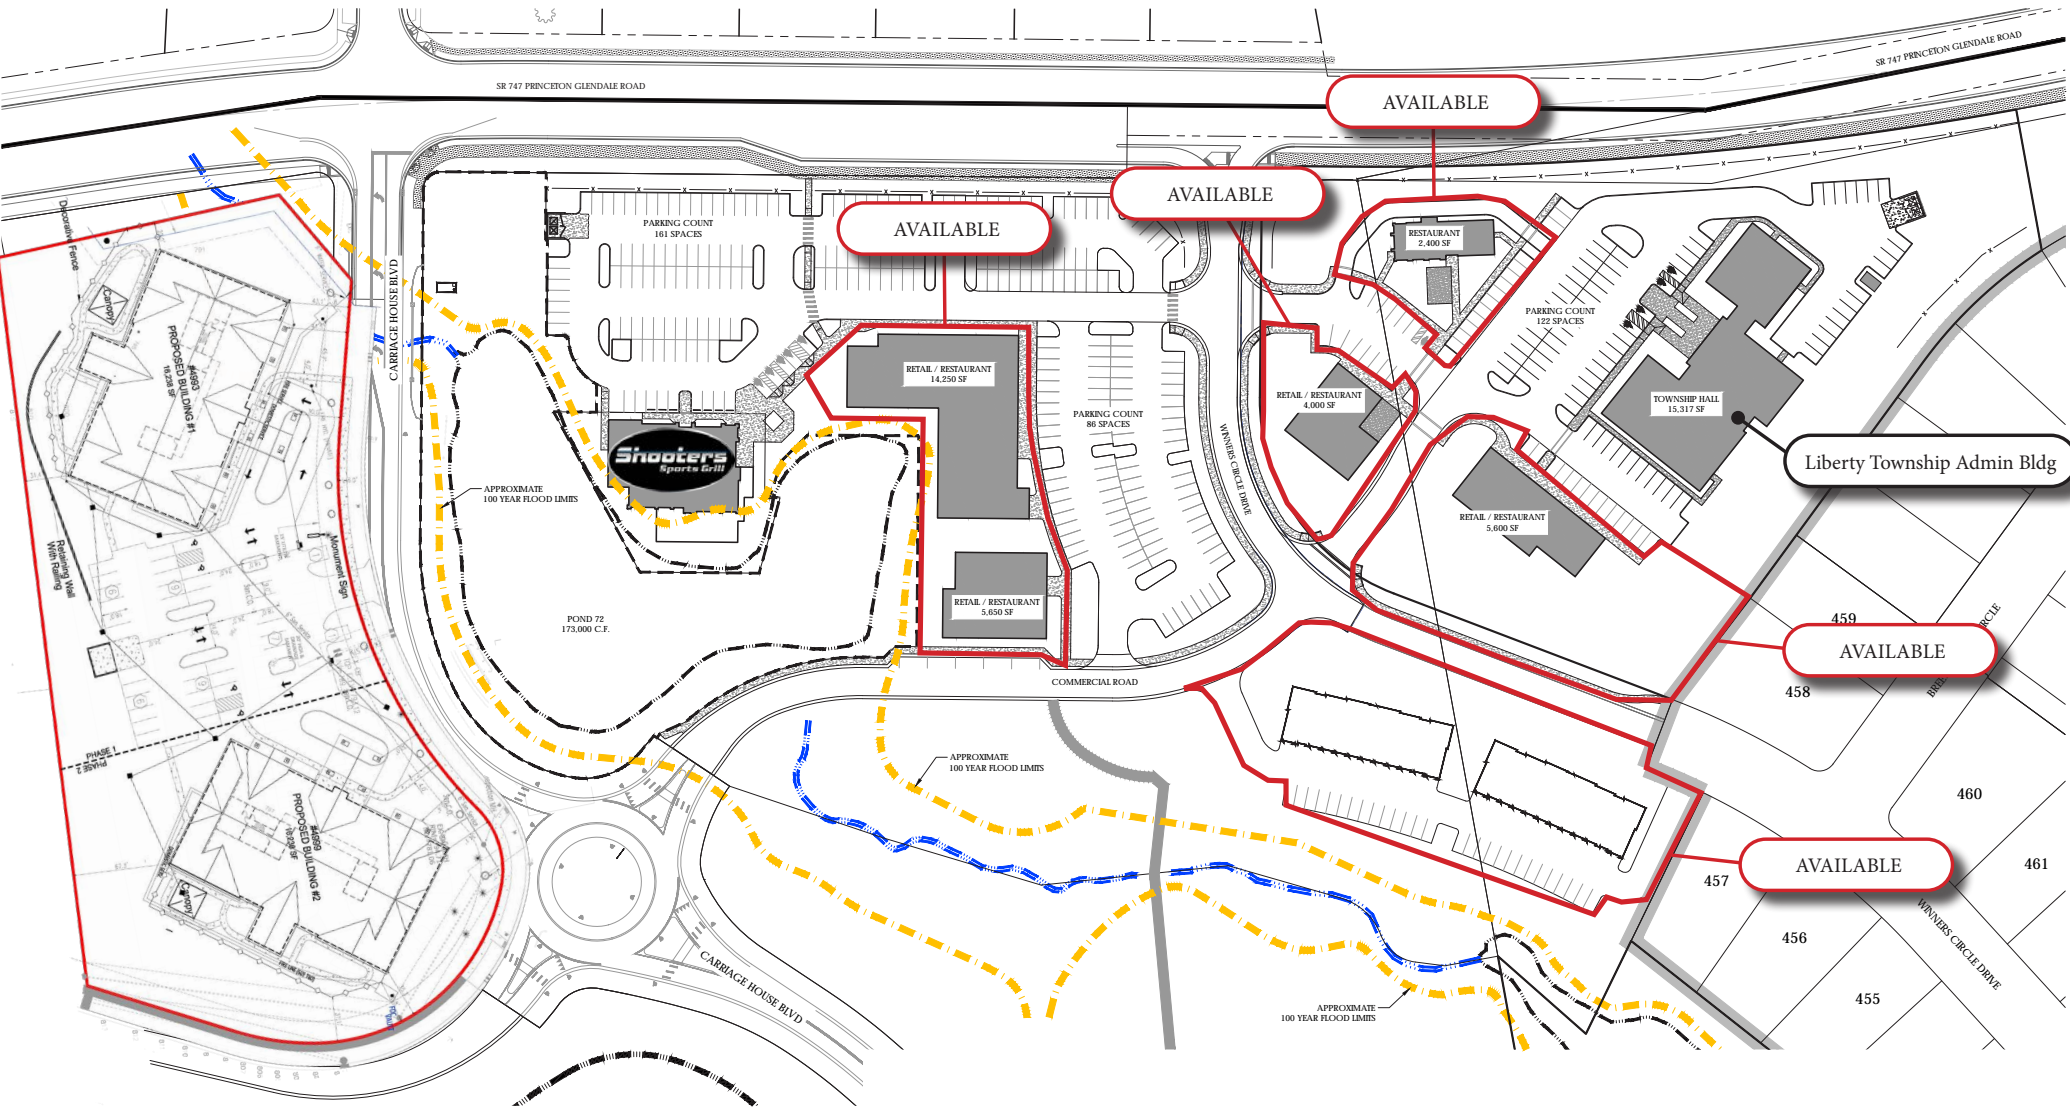 SR 747 PRINCETON GLENDALE ROAD
SR 747 PRINCETON GLENDALE ROAD
AVAILABLE
AVAILABLE
AVAILABLE
PARKING COUNT
161 SPACES
RESTAURANT
2,400 SF
PARKING COUNT
122 SPACES
CARRIAGE HOUSE BLVD
Decorative Fence
Canopy
#4993
PROPOSED BUILDING #1
RETAIL / RESTAURANT
14,250 SF
RETAIL / RESTAURANT
4,000 SF
PARKING COUNT
86 SPACES
TOWNSHIP HALL
15,317 SF
Liberty Township Admin Bldg
Shooters
Sports Grill
WINNERS CIRCLE DRIVE
APPROXIMATE
100 YEAR FLOOD LIMITS
RETAIL / RESTAURANT
5,600 SF
Retaining Wall
With Railing
Monument Sign
RETAIL / RESTAURANT
5,650 SF
POND 72
173,000 C.F.
459
AVAILABLE
458
COMMERCIAL ROAD
PHASE 1
PHASE 2
APPROXIMATE
100 YEAR FLOOD LIMITS
460
461
AVAILABLE
457
456
455
WINNERS CIRCLE DRIVE
#4999
PROPOSED BUILDING #2
Canopy
CARRIAGE HOUSE BLVD
APPROXIMATE
100 YEAR FLOOD LIMITS